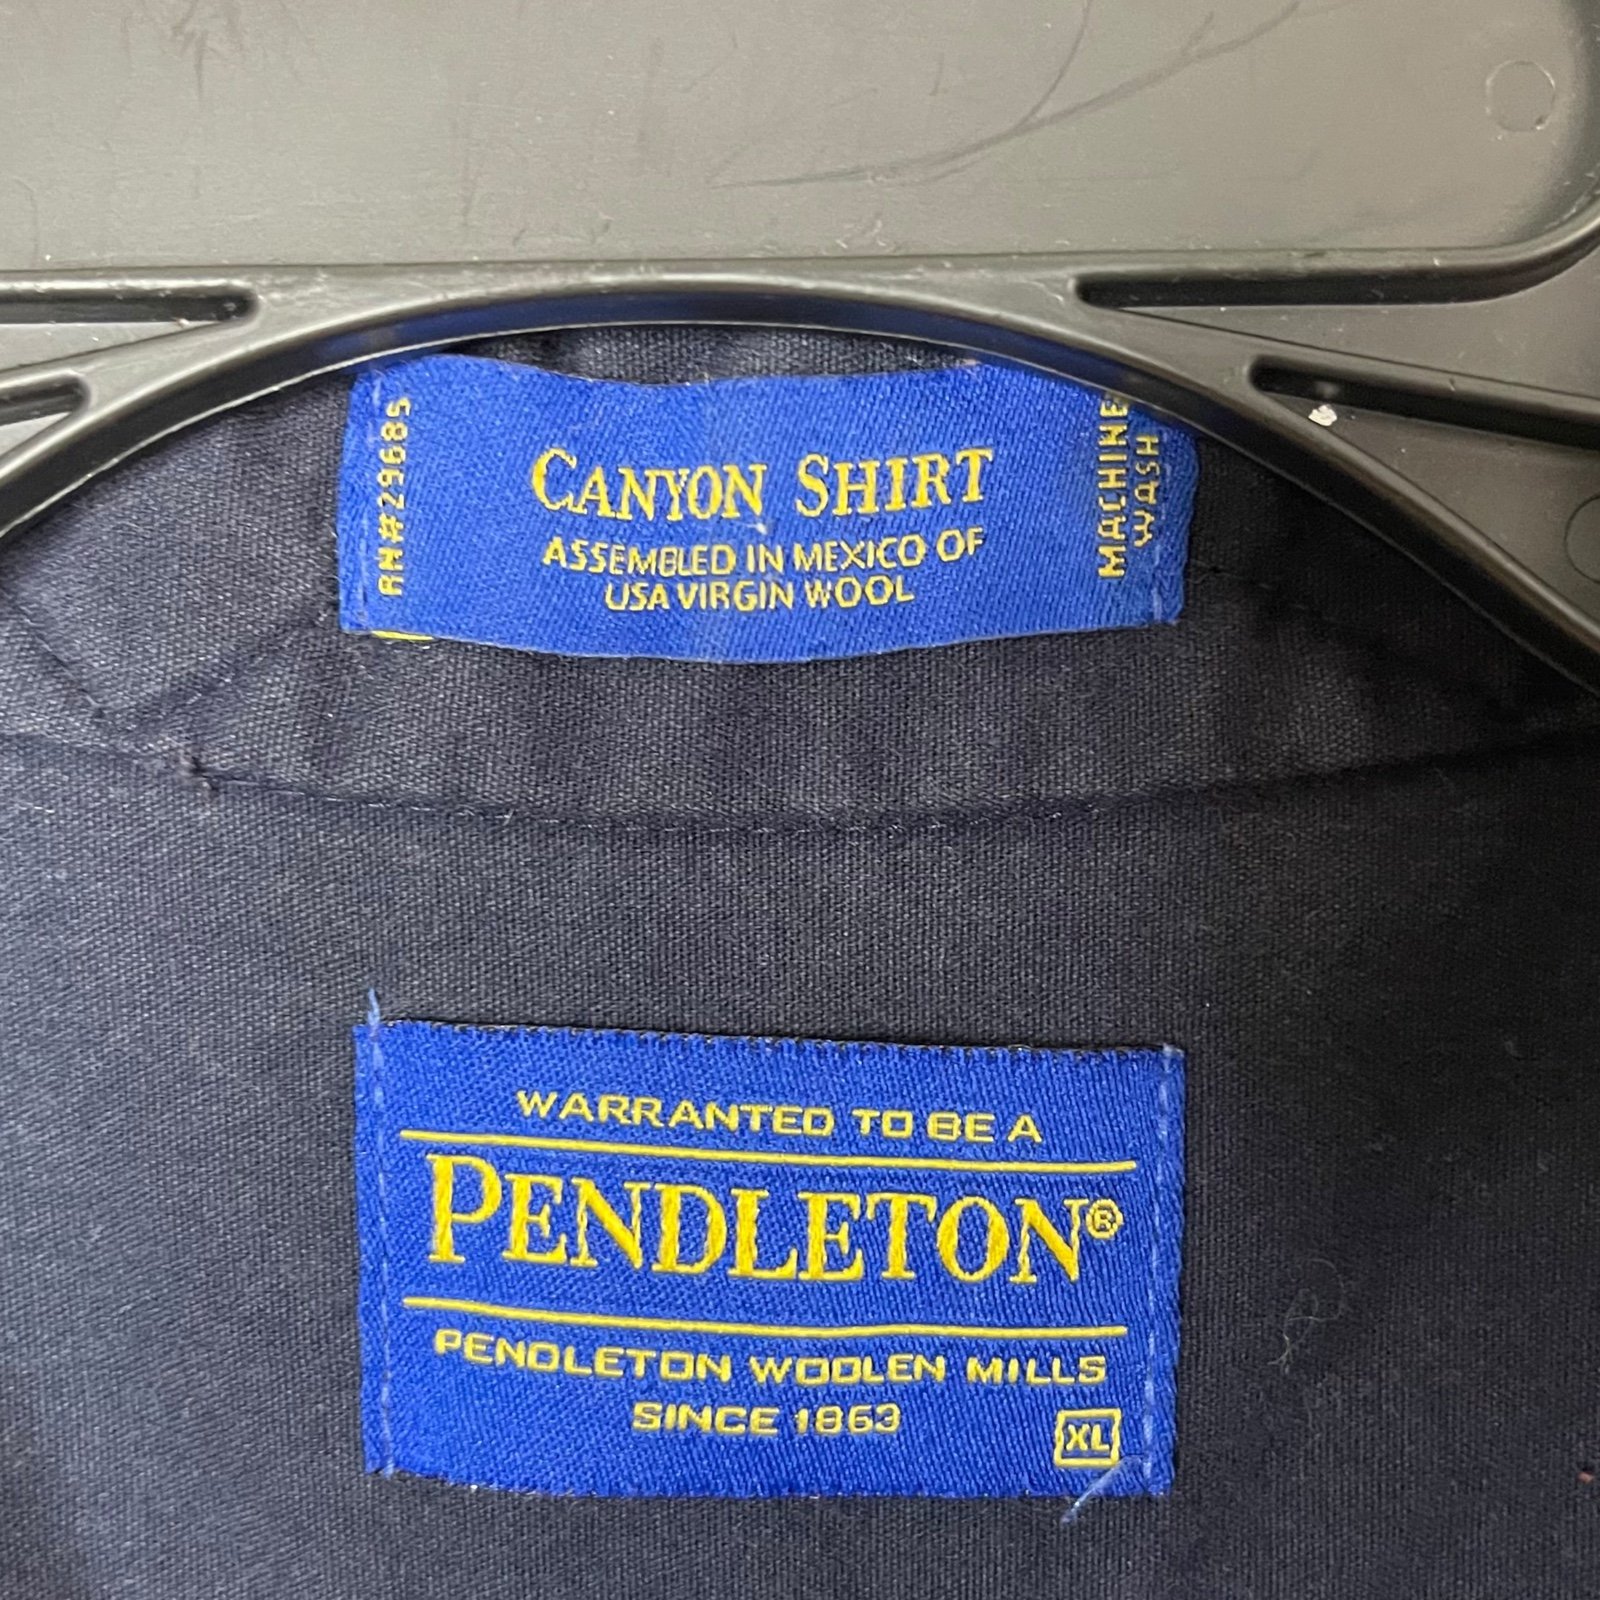 RN#29685
CANYON SHIRT
ASSEMBLED IN MEXICO OF
USA VIRGIN WOOL
MACHINE
WASH
WARRANTED TO BE A
PENDLETON®
PENDLETON WOOLEN MILLS
SINCE 1863
XL